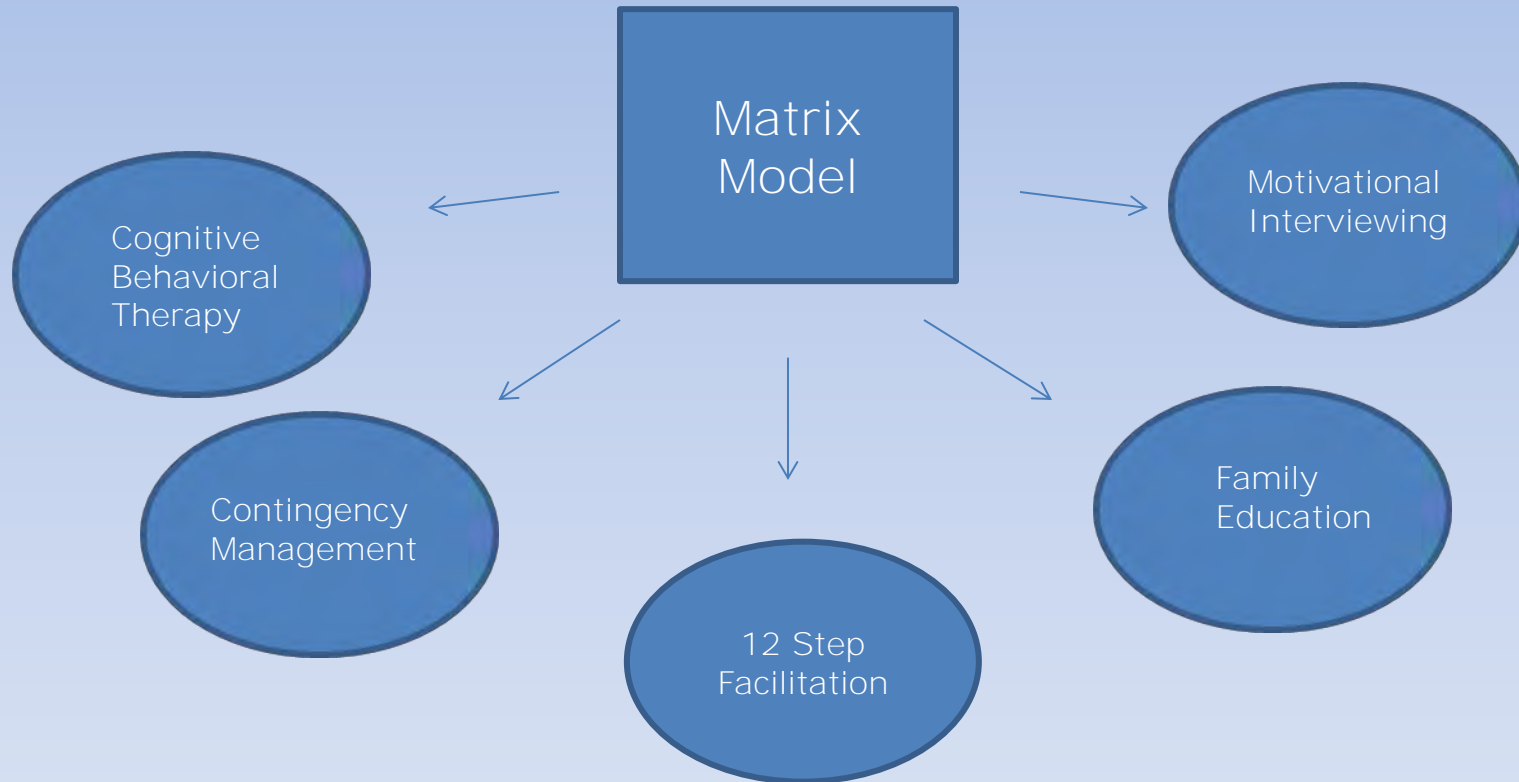 Matrix
Model
Cognitive
Behavioral
Therapy
Motivational
Interviewing
Contingency
Management
Family
Education
12 Step
Facilitation